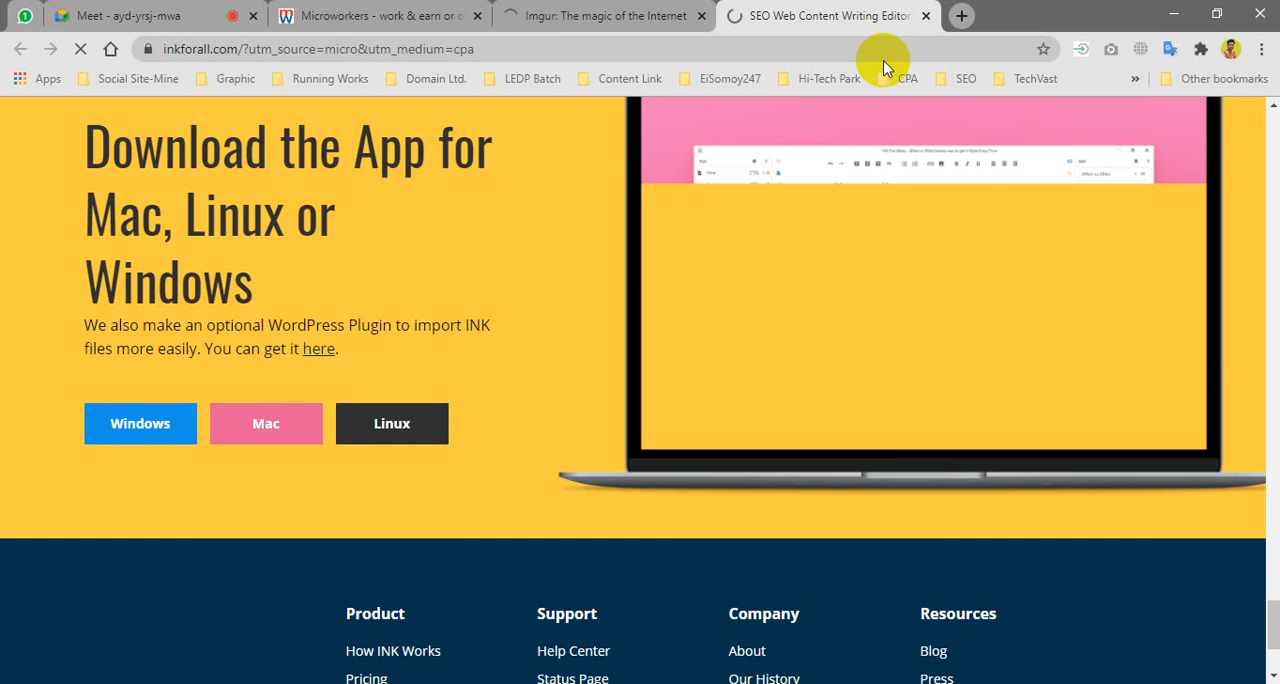 Meet - ayd-yrsj-mwa
Microworkers - work & earn or o
Imgur: The magic of the Internet
SEO Web Content Writing Editor
inkforall.com/?utm_source=micro&utm_medium=cpa
Apps
Social Site-Mine
Graphic
Running Works
Domain Ltd.
LEDP Batch
Content Link
EiSomoy247
Hi-Tech Park
CPA
SEO
TechVast
»
Other bookmarks
Download the App for
Mac, Linux or
Windows
We also make an optional WordPress Plugin to import INK
files more easily. You can get it here.
Windows
Mac
Linux
Product
Support
Company
Resources
How INK Works
Help Center
About
Blog
Pricing
Status Page
Our History
Press